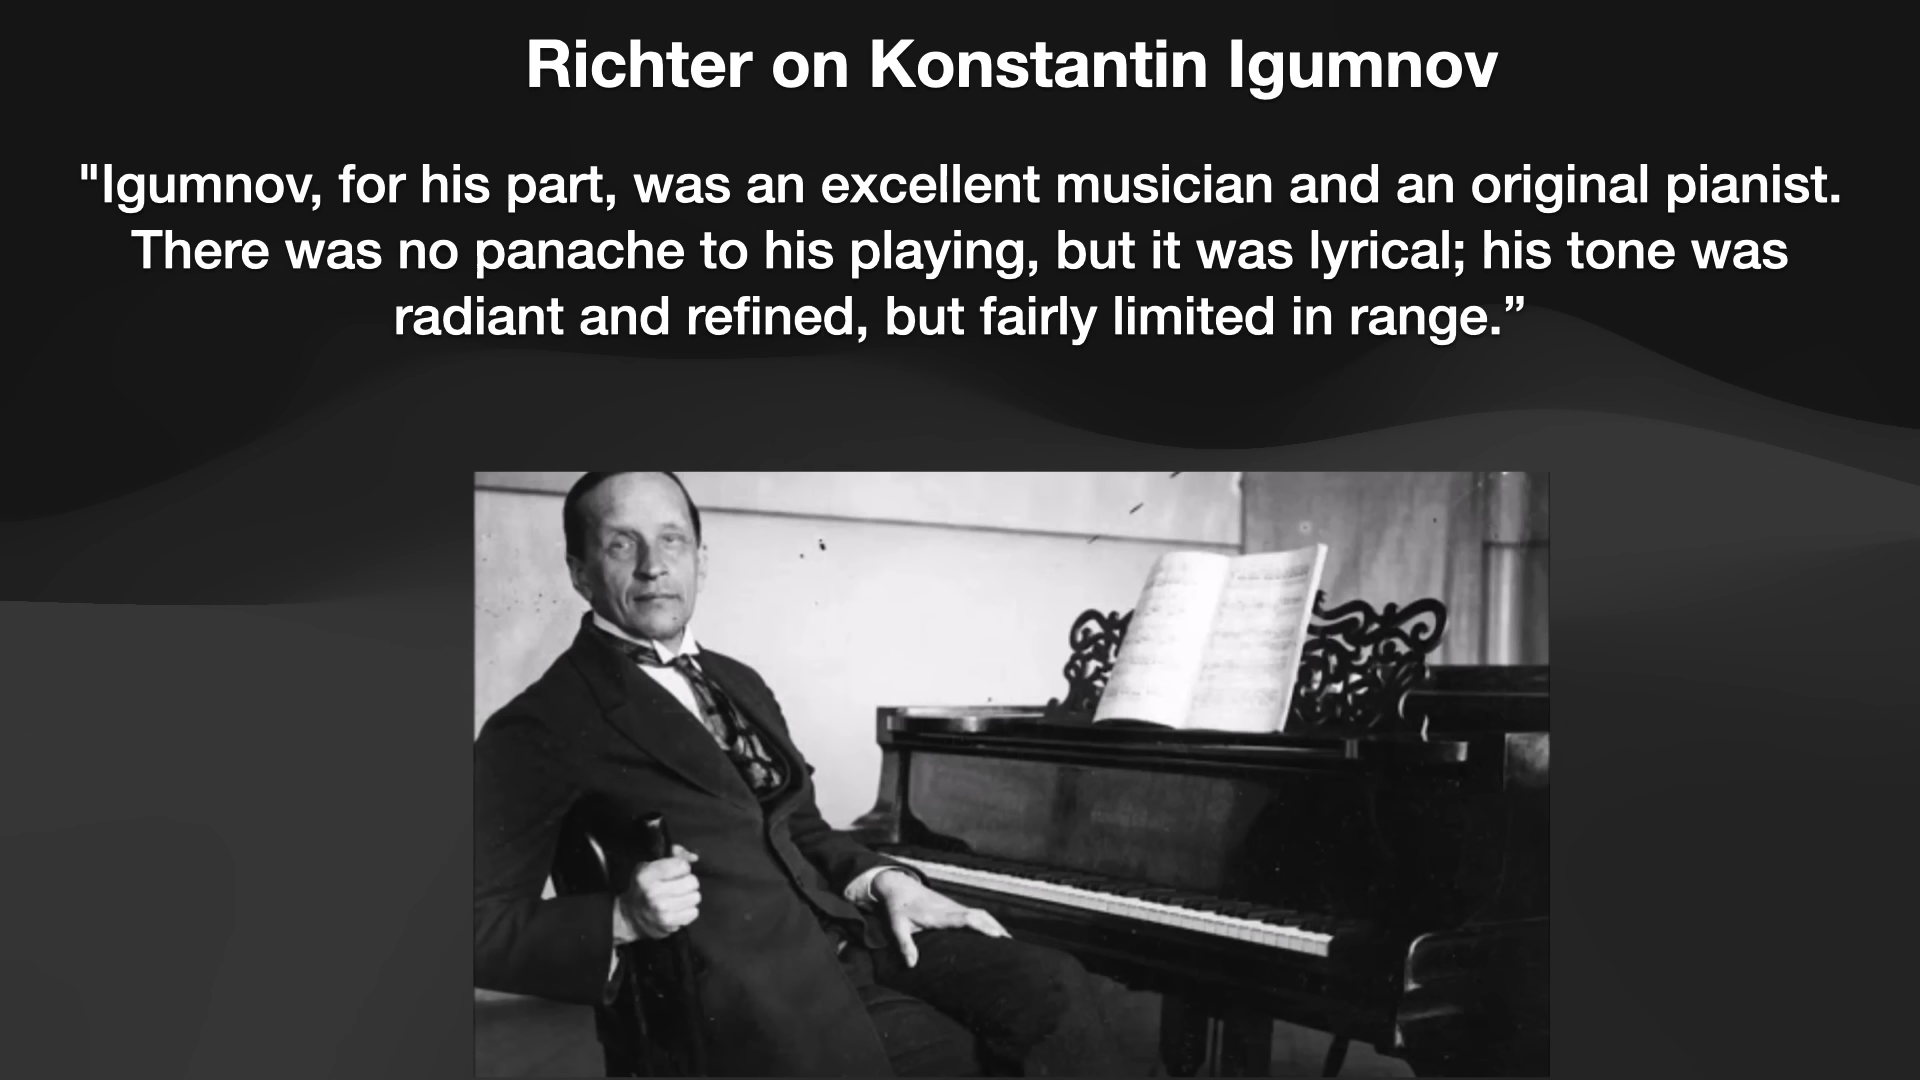 Richter on Konstantin Igumnov
"Igumnov, for his part, was an excellent musician and an original pianist.
There was no panache to his playing, but it was lyrical; his tone was
radiant and refined, but fairly limited in range.”